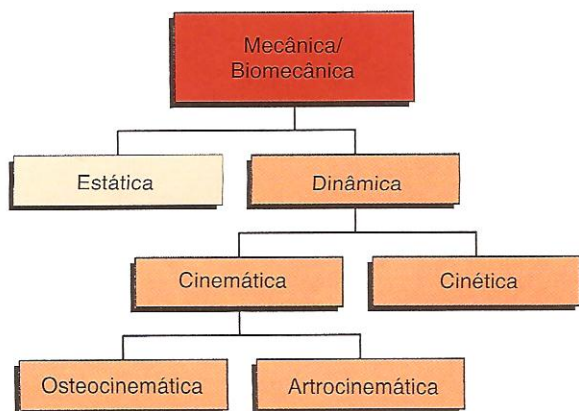 Mecânica/
Biomecânica
Estática
Dinâmica
Cinemática
Cinética
Osteocinemática
Artrocinemática